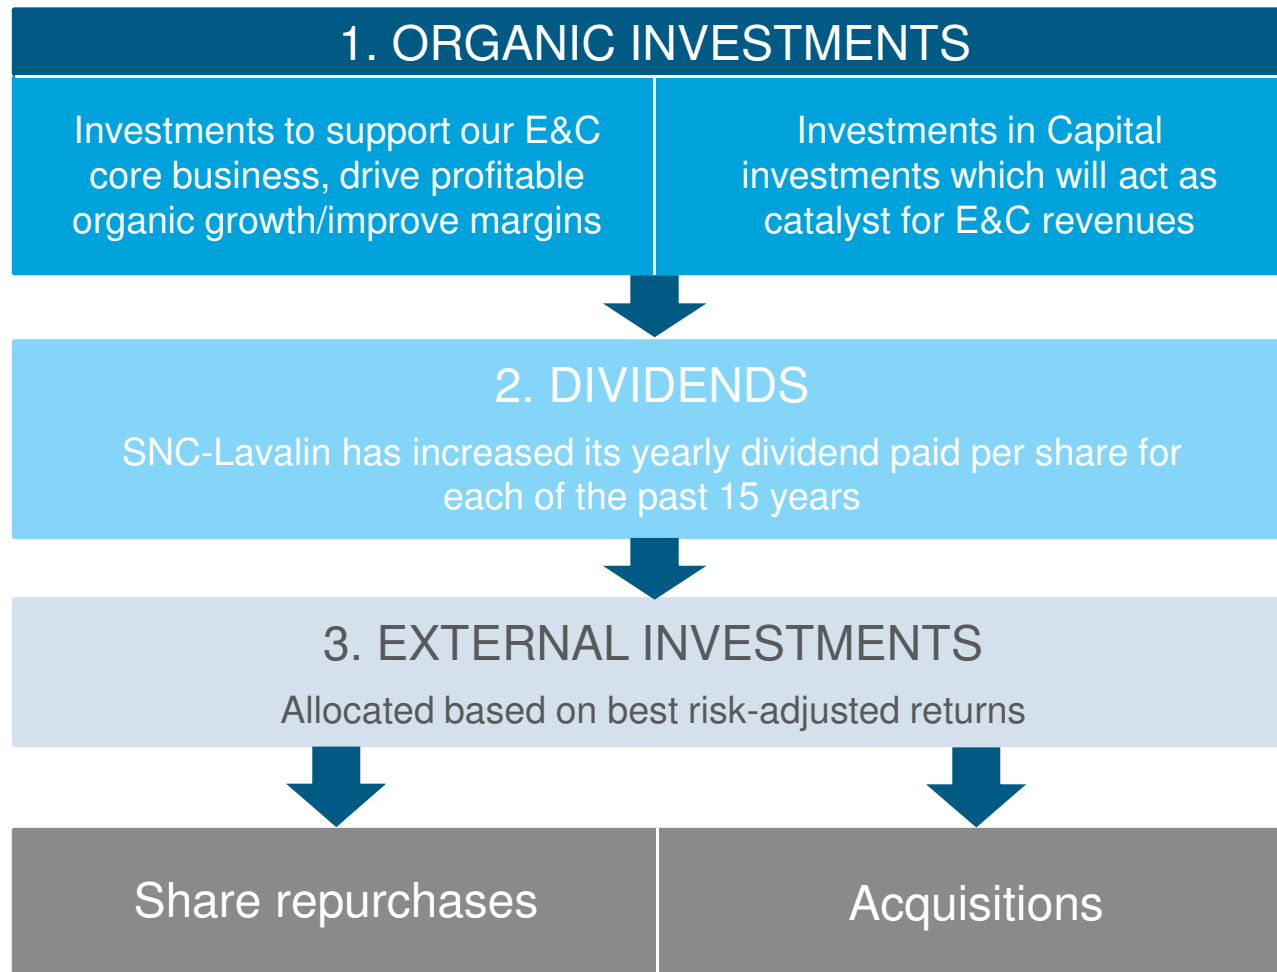 1. ORGANIC INVESTMENTS
Investments to support our E&C
core business, drive profitable
organic growth/improve margins
Investments in Capital
investments which will act as
catalyst for E&C revenues
2. DIVIDENDS
SNC-Lavalin has increased its yearly dividend paid per share for
each of the past 15 years
3. EXTERNAL INVESTMENTS
Allocated based on best risk-adjusted returns
Share repurchases
Acquisitions